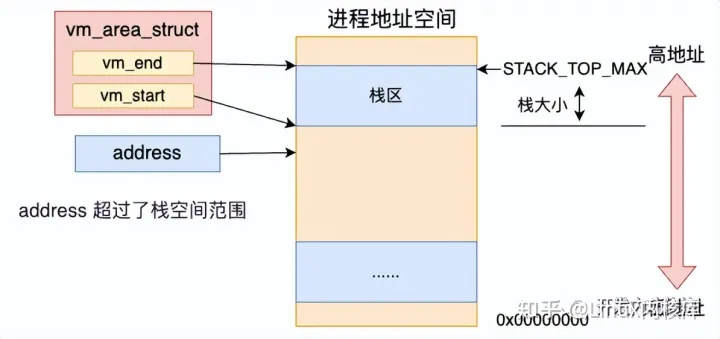 进程地址空间
vm_area_struct
vm_end
vm_start
高地址
STACK_TOP_MAX
栈区
栈大小
address
address 超过了栈空间范围
......
0x00000000
知乎